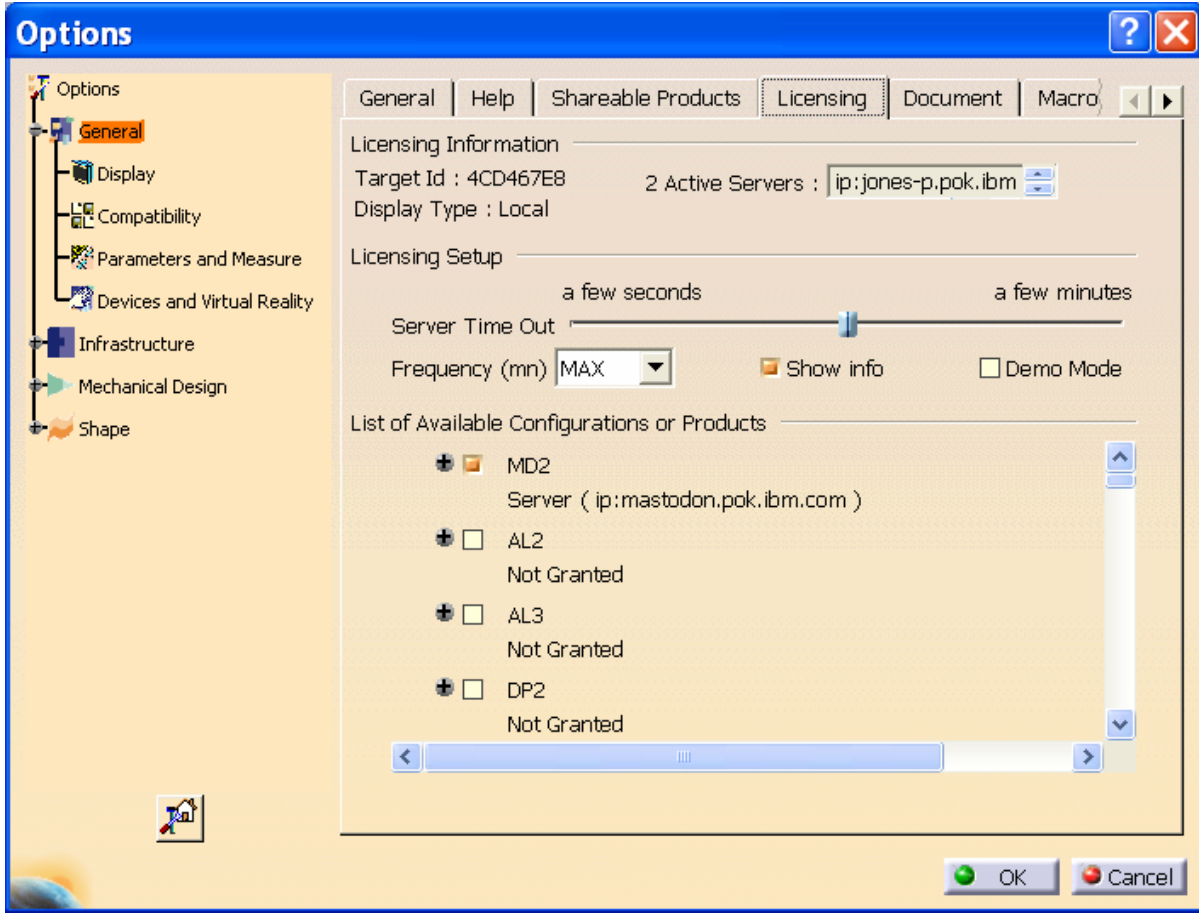 Options
Options
General
Display
Compatibility
Parameters and Measure
Devices and Virtual Reality
Infrastructure
Mechanical Design
Shape
General Help Shareable Products Licensing Document Macro
Licensing Information
Target Id : 4CD467E8 2 Active Servers : ip:jones-p.pok.ibm
Display Type : Local
Licensing Setup
a few seconds a few minutes
Server Time Out
Frequency (mn) MAX Show info Demo Mode
List of Available Configurations or Products
MD2
Server ( ip:mastodon.pok.ibm.com )
AL2
Not Granted
AL3
Not Granted
DP2
Not Granted
OK Cancel